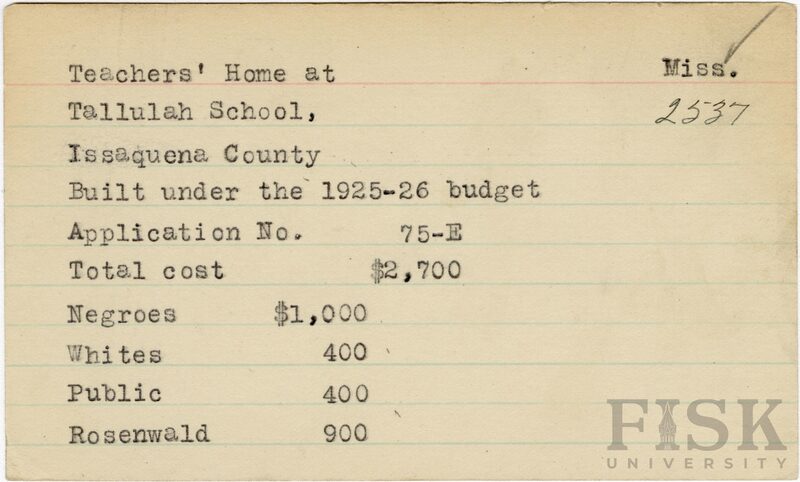 Teachers' Home at Miss.
Tallulah School, 2537
Issaquena County
Built under the 1925-26 budget
Application No. 75-E
Total cost $2,700
Negroes $1,000
Whites 400
Public 400
Rosenwald 900
FISK
UNIVERSITY